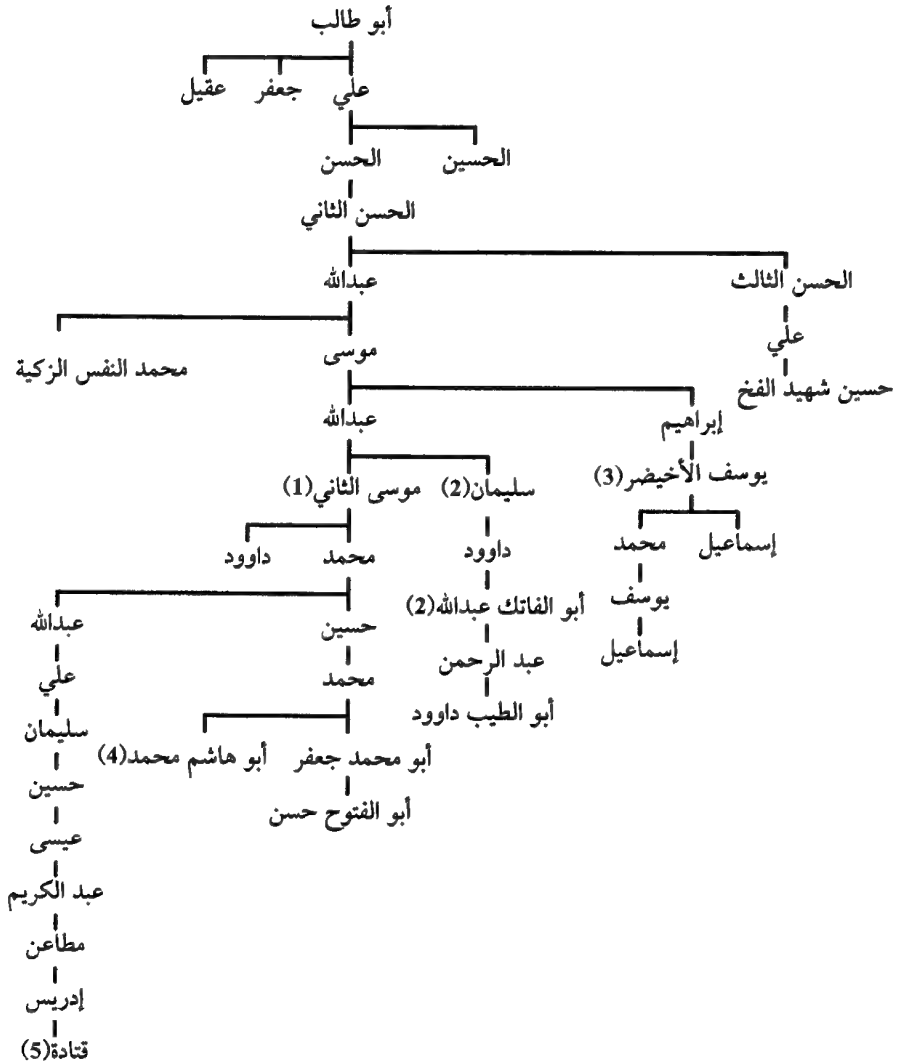 أبو طالب
علي جعفر عقيل
الحسين الحسن
الحسن الثاني
الحسن الثالث عبدالله
علي موسى محمد النفس الزكية
حسين شهيد الفخ
إبراهيم عبدالله
يوسف الأخيضر(3) سليمان(2) موسى الثاني(1)
إسماعيل محمد داوود محمد داوود
يوسف أبو الفاتك عبدالله(2) حسين عبدالله
إسماعيل عبد الرحمن محمد علي
أبو الطيب داوود سليمان
أبو محمد جعفر أبو هاشم محمد(4)
حسين
أبو الفتوح حسن
عيسى
عبد الكريم
مطاعن
إدريس
قتادة(5)